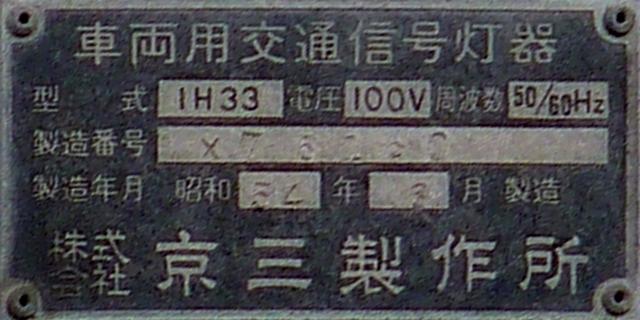 車両用交通信号灯器
型式 1H33 電圧 100V 周波数 50/60Hz
製造番号
製造年月 昭和 54 年 3 月 製造
株式会社 京三製作所